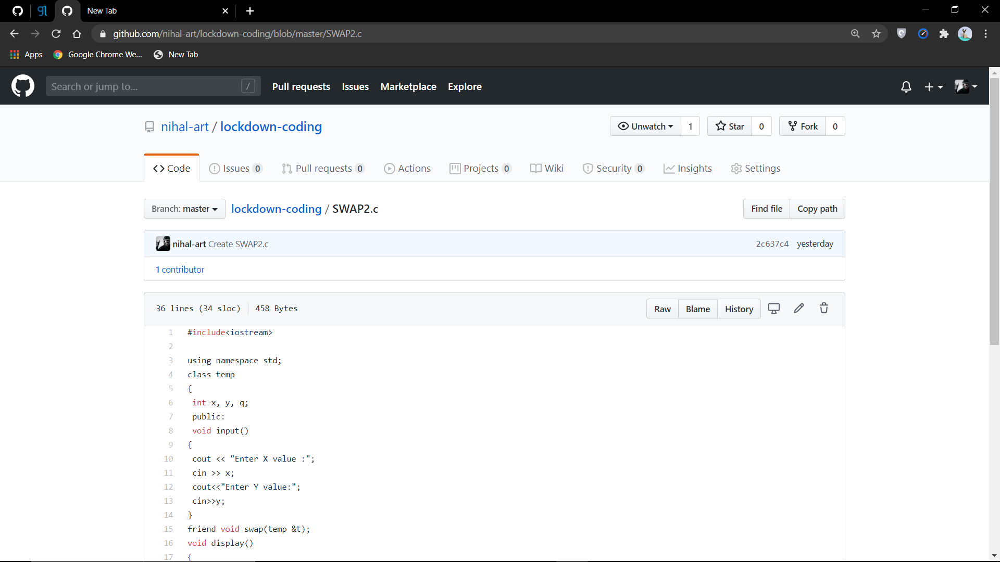 gl New Tab
github.com/nihal-art/lockdown-coding/blob/master/SWAP2.c
Apps Google Chrome We... New Tab
Search or jump to... / Pull requests Issues Marketplace Explore
nihal-art / lockdown-coding Unwatch 1 Star 0 Fork 0
Code Issues 0 Pull requests 0 Actions Projects 0 Wiki Security 0 Insights Settings
Branch: master lockdown-coding / SWAP2.c Find file Copy path
nihal-art Create SWAP2.c 2c637c4 yesterday
1 contributor
36 lines (34 sloc) 458 Bytes Raw Blame History
1 #include<iostream>
2
3 using namespace std;
4 class temp
5 {
6 int x, y, q;
7 public:
8 void input()
9 {
10 cout << "Enter X value :";
11 cin >> x;
12 cout<<"Enter Y value:";
13 cin>>y;
14 }
15 friend void swap(temp &t);
16 void display()
17 {